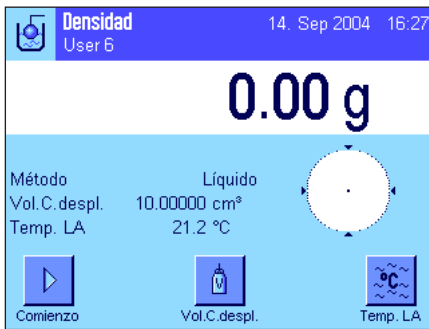 Densidad 14. Sep 2004 16:27
User 6
0.00 g
Método Líquido
Vol.C.despl. 10.00000 cm³
Temp. LA 21.2 °C
V °C
Comienzo Vol.C.despl. Temp. LA